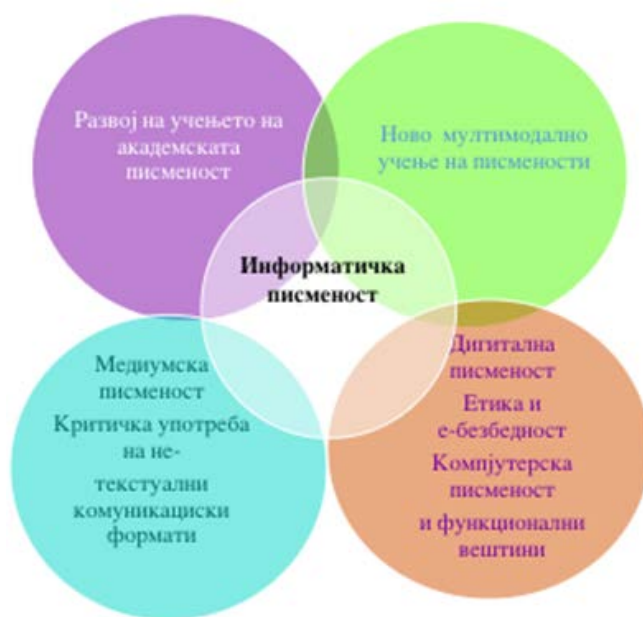 Развој на учењето на
академската
писменост
Ново мултимодално
учење на писмености
Информатичка
писменост
Медиумска
писменост
Критичка употреба
на не-
текстуални
комуникациски
формати
Дигитална
писменост
Етика и
е-безбедност
Компјутерска
писменост
и функционални
вештини